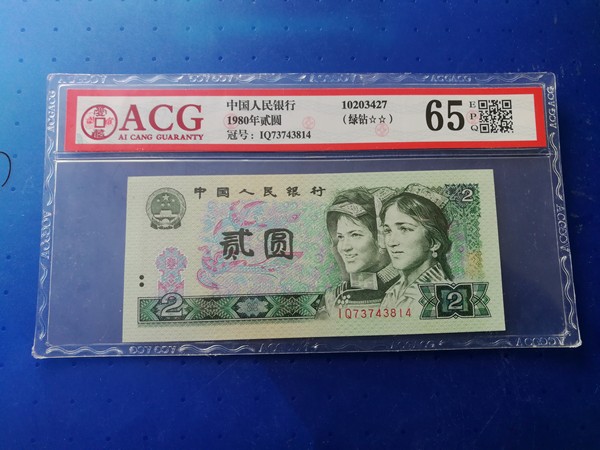 ACG
AI CANG GUARANTY
中国人民银行
1980年贰圆
冠号：IQ73743814
10203427
（绿钻☆☆）
65
E
P
Q
中国人民银行
2
贰圆
2
2
IQ73743814